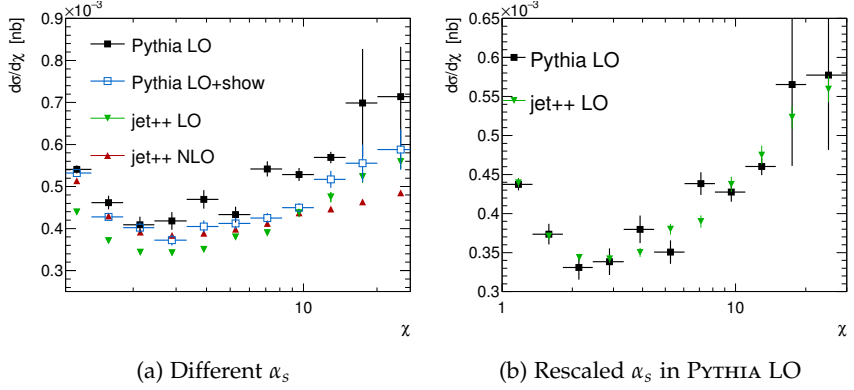 ×10⁻³
dσ/dχ [nb]
0.9
0.8
0.7
0.6
0.5
0.4
0.3
Pythia LO
Pythia LO+show
jet++ LO
jet++ NLO
10
χ
(a) Different αs
×10⁻³
dσ/dχ [nb]
0.65
0.6
0.55
0.5
0.45
0.4
0.35
0.3
Pythia LO
jet++ LO
1
10
χ
(b) Rescaled αs in PYTHIA LO